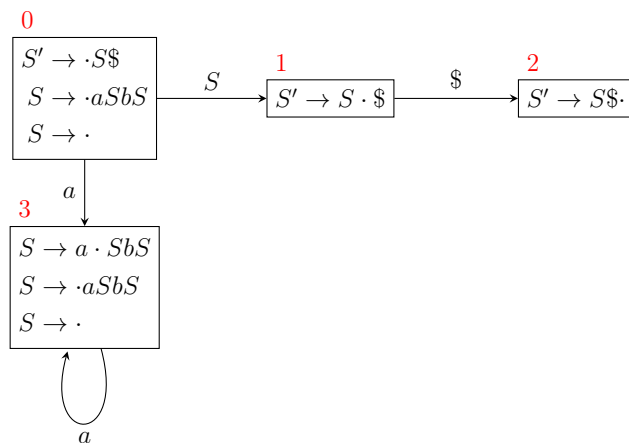 0
S′ → ·S$
S → ·aSbS
S → ·
S
1
S′ → S · $
$
2
S′ → S$·
a
3
S → a · SbS
S → ·aSbS
S → ·
a